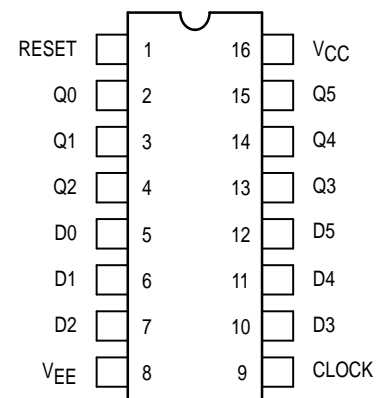 RESET 1 16 VCC
Q0 2 15 Q5
Q1 3 14 Q4
Q2 4 13 Q3
D0 5 12 D5
D1 6 11 D4
D2 7 10 D3
VEE 8 9 CLOCK